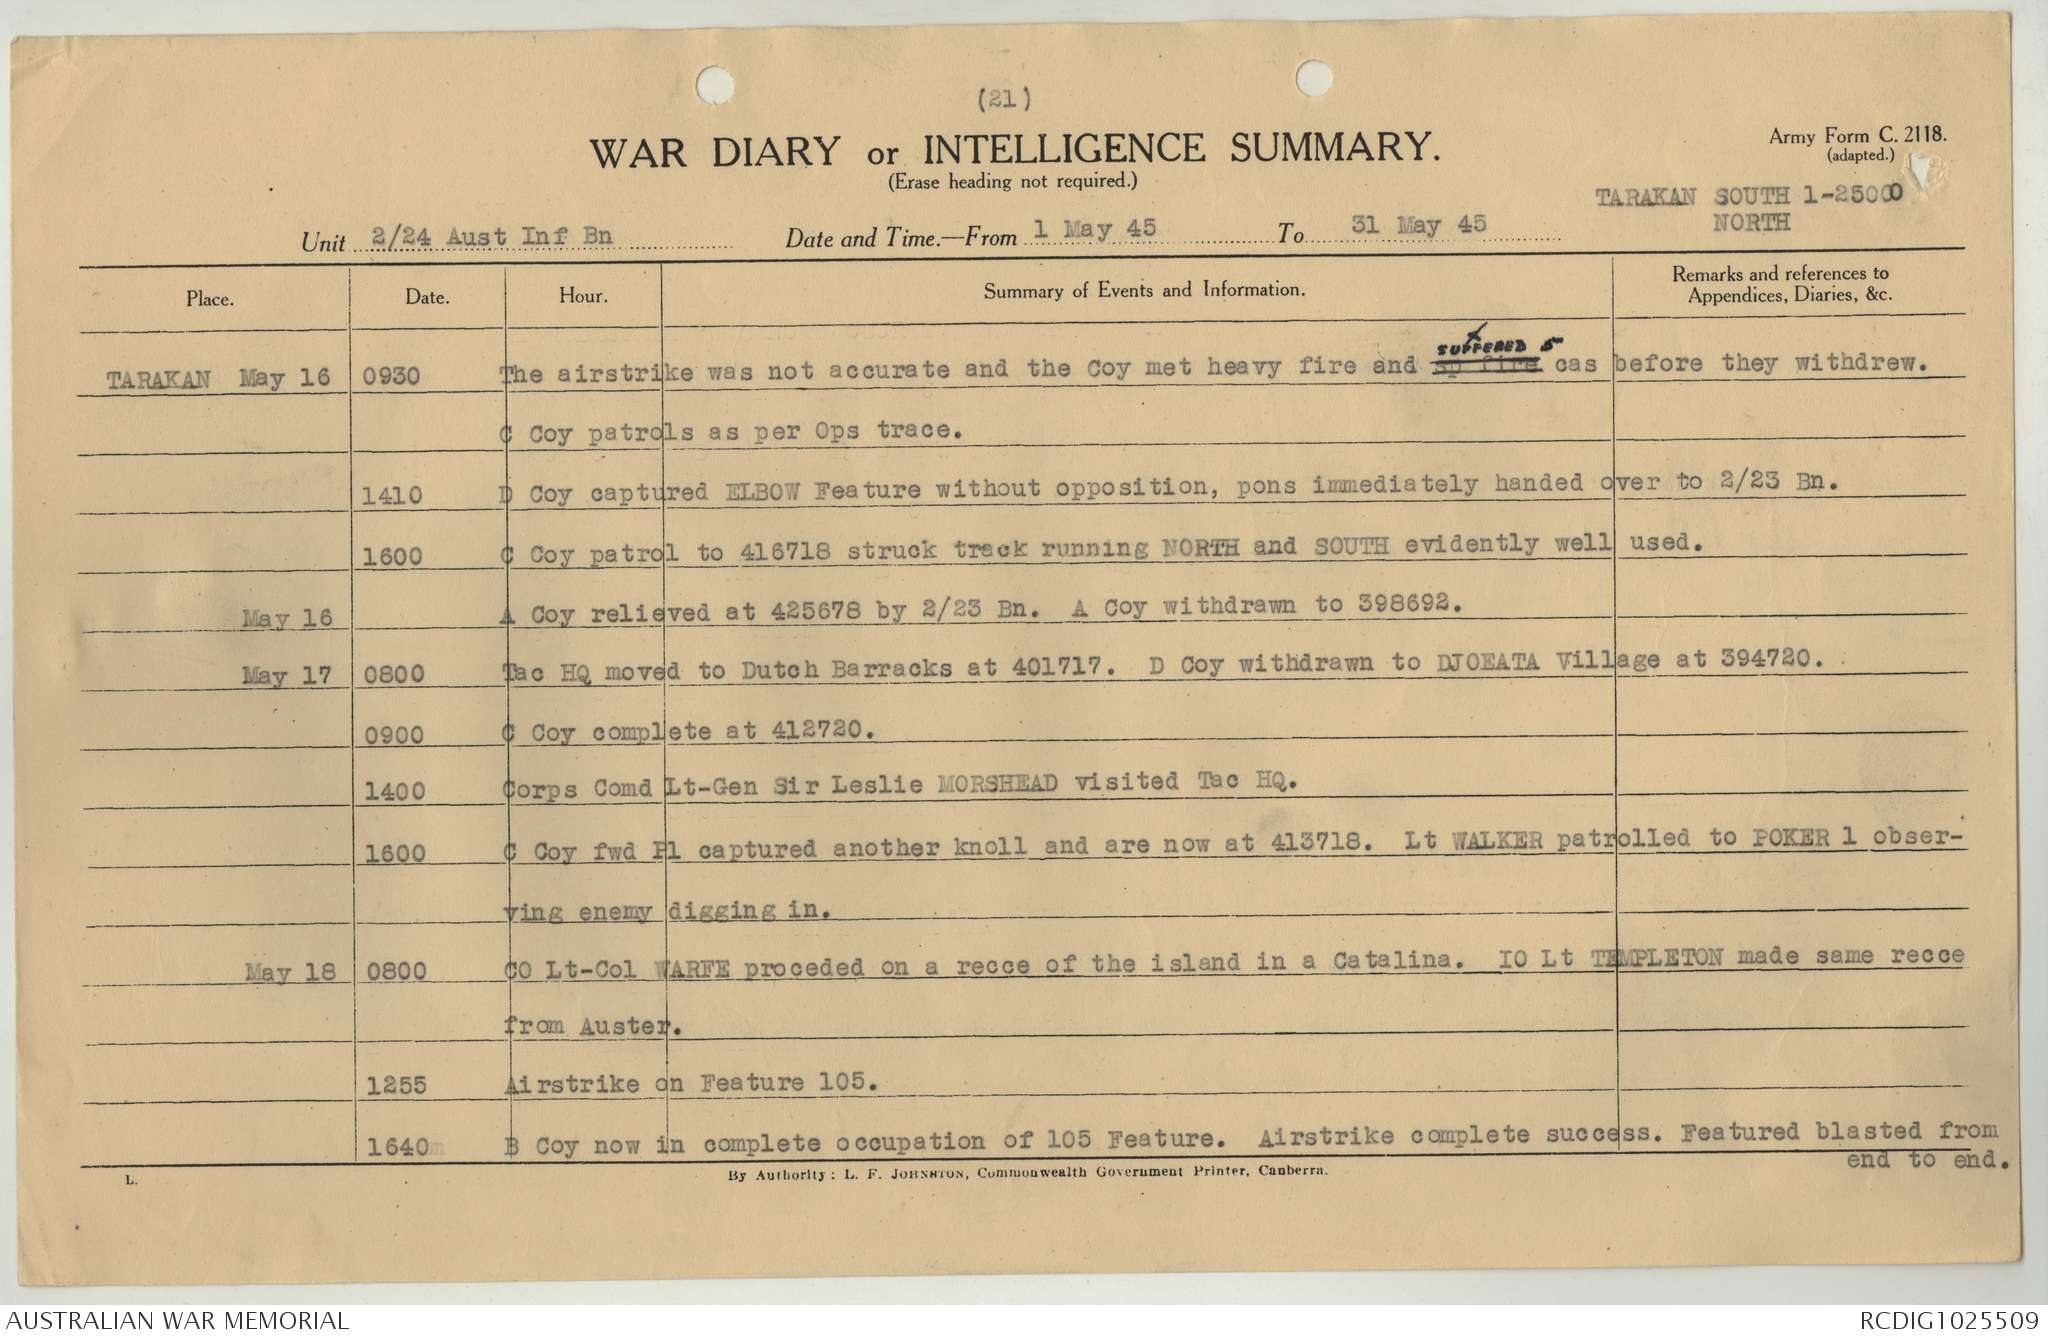 (21)
WAR DIARY or INTELLIGENCE SUMMARY.
(Erase heading not required.)
Army Form C. 2118.
(adapted.)
TARAKAN SOUTH 1-25000
NORTH
Unit 2/24 Aust Inf Bn Date and Time.—From 1 May 45 To 31 May 45
Place. Date. Hour. Summary of Events and Information. Remarks and references to Appendices, Diaries, &c.
SUFFERED 5
TARAKAN May 16 0930 The airstrike was not accurate and the Coy met heavy fire and sp fire cas before they withdrew.
C Coy patrols as per Ops trace.
1410 D Coy captured ELBOW Feature without opposition, pons immediately handed over to 2/23 Bn.
1600 C Coy patrol to 416718 struck track running NORTH and SOUTH evidently well used.
May 16 A Coy relieved at 425678 by 2/23 Bn. A Coy withdrawn to 398692.
May 17 0800 Tac HQ moved to Dutch Barracks at 401717. D Coy withdrawn to DJOEATA Village at 394720.
0900 C Coy complete at 412720.
1400 Corps Comd Lt-Gen Sir Leslie MORSHEAD visited Tac HQ.
1600 C Coy fwd Pl captured another knoll and are now at 413718. Lt WALKER patrolled to POKER 1 obser-
ving enemy digging in.
May 18 0800 CO Lt-Col WARFE proceded on a recce of the island in a Catalina. IO Lt TEMPLETON made same recce
from Auster.
1255 Airstrike on Feature 105.
1640m B Coy now in complete occupation of 105 Feature. Airstrike complete success. Featured blasted from
end to end.
L. By Authority: L. F. JOHNSTON, Commonwealth Government Printer, Canberra.
AUSTRALIAN WAR MEMORIAL RCDIG1025509